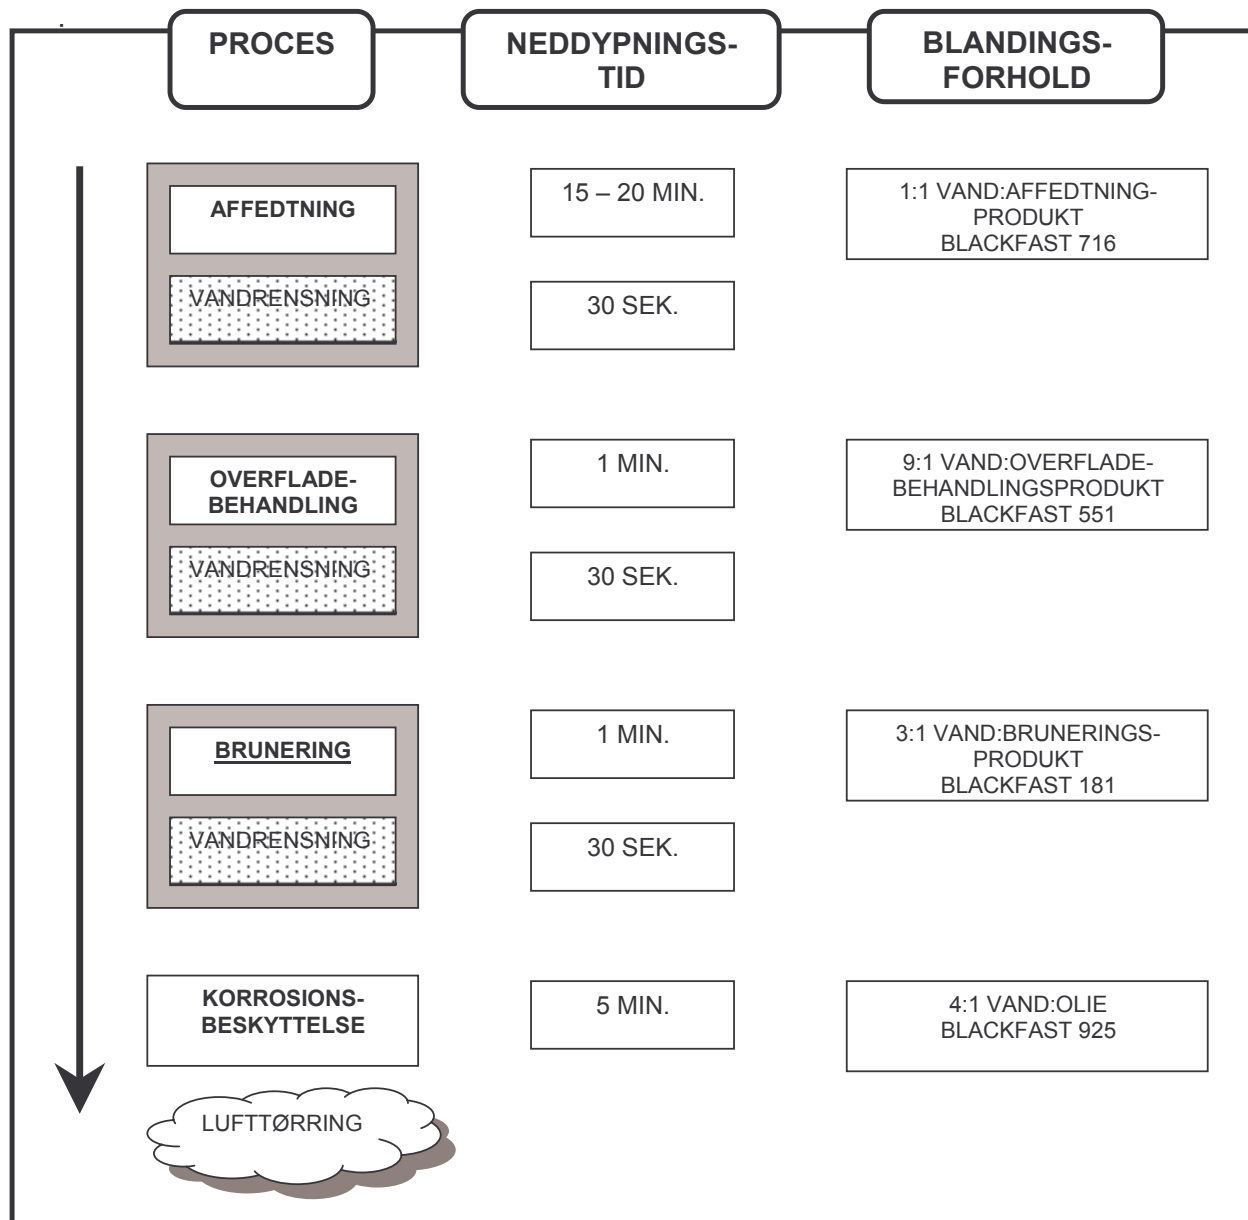 PROCES
NEDDYPNINGS-
TID
BLANDINGS-
FORHOLD
AFFEDTNING
15 – 20 MIN.
1:1 VAND:AFFEDTNING-
PRODUKT
BLACKFAST 716
VANDRENSNING
30 SEK.
OVERFLADE-
BEHANDLING
1 MIN.
9:1 VAND:OVERFLADE-
BEHANDLINGSPRODUKT
BLACKFAST 551
VANDRENSNING
30 SEK.
BRUNERING
1 MIN.
3:1 VAND:BRUNERINGS-
PRODUKT
BLACKFAST 181
VANDRENSNING
30 SEK.
KORROSIONS-
BESKYTTELSE
5 MIN.
4:1 VAND:OLIE
BLACKFAST 925
LUFTTØRRING